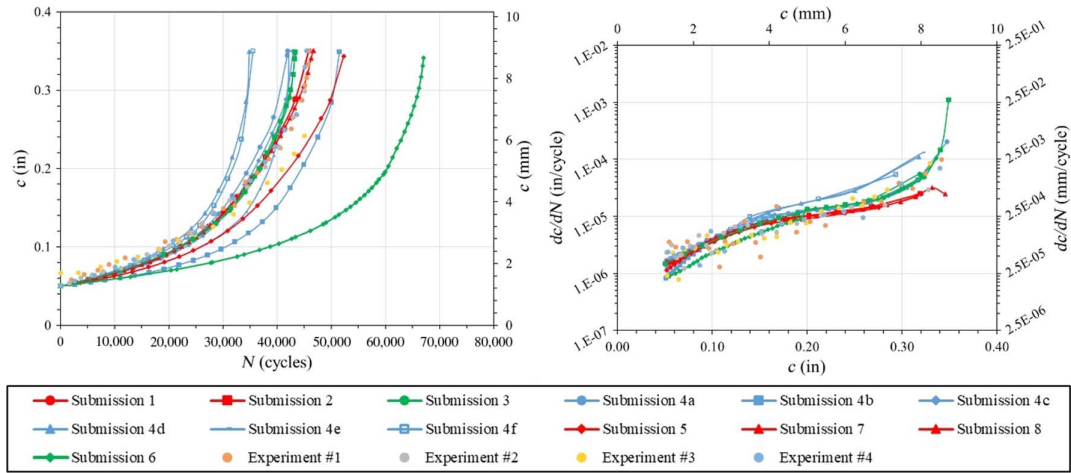 c (mm)
0 2 4 6 8 10
0.4
0.3
0.2
0.1
0
c (in)
10
8
6
4
2
0
c (mm)
0 10,000 20,000 30,000 40,000 50,000 60,000 70,000 80,000
N (cycles)
1.E-02
1.E-03
1.E-04
1.E-05
1.E-06
1.E-07
dc/dN (in/cycle)
2.5E-01
2.5E-02
2.5E-03
2.5E-04
2.5E-05
2.5E-06
dc/dN (mm/cycle)
0.00 0.10 0.20 0.30 0.40
c (in)
Submission 1 Submission 2 Submission 3 Submission 4a Submission 4b Submission 4c
Submission 4d Submission 4e Submission 4f Submission 5 Submission 7 Submission 8
Submission 6 Experiment #1 Experiment #2 Experiment #3 Experiment #4